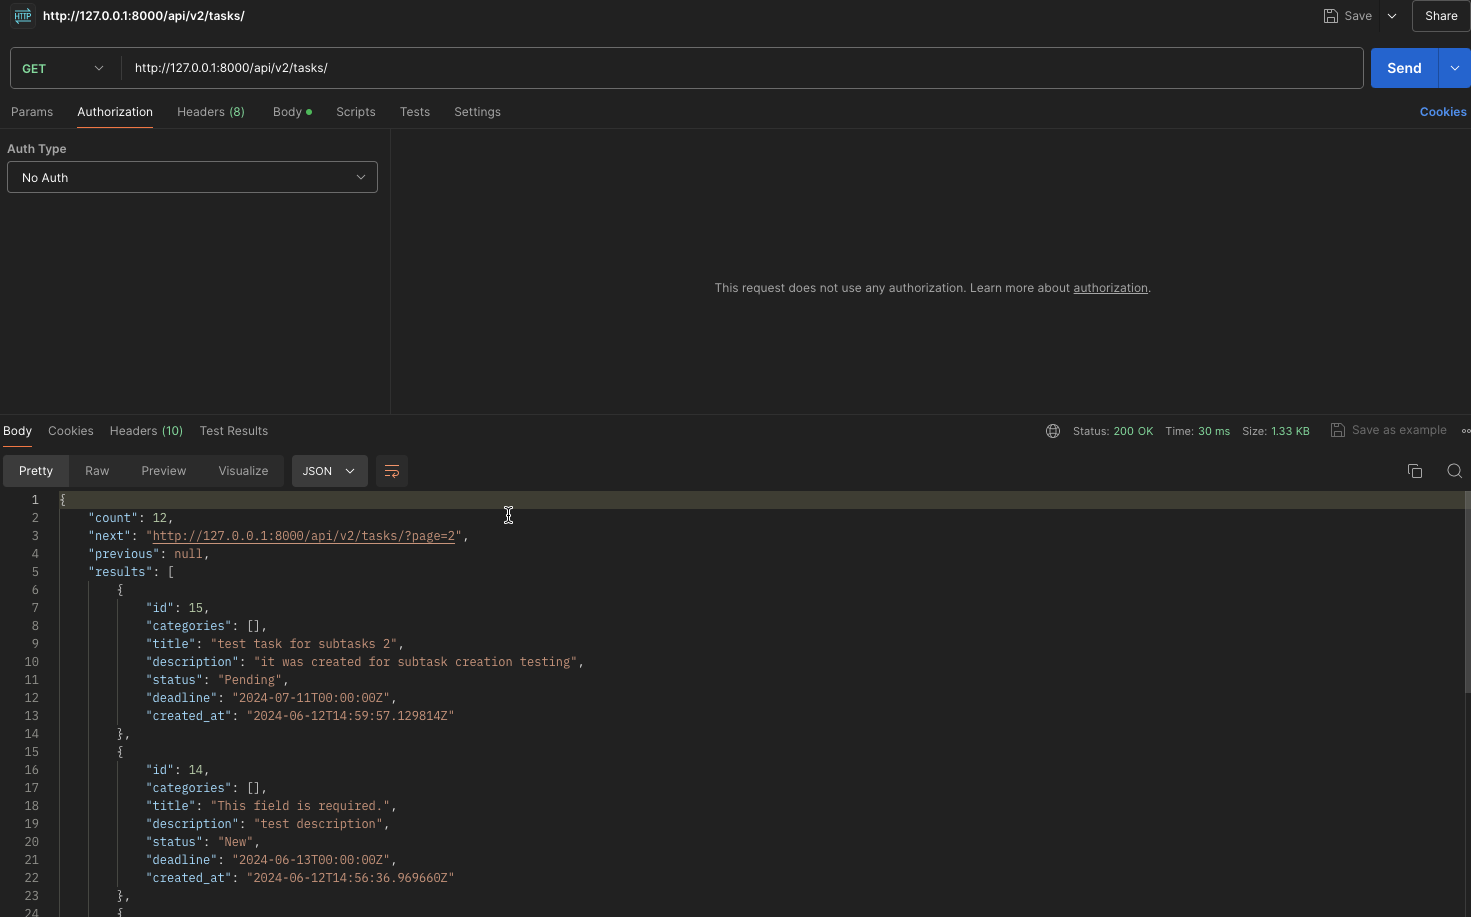 HTTP http://127.0.0.1:8000/api/v2/tasks/ Save Share
GET http://127.0.0.1:8000/api/v2/tasks/ Send
Params Authorization Headers (8) Body Scripts Tests Settings Cookies
Auth Type
No Auth
This request does not use any authorization. Learn more about authorization.
Body Cookies Headers (10) Test Results Status: 200 OK Time: 30 ms Size: 1.33 KB Save as example
Pretty Raw Preview Visualize JSON
1 {
2 "count": 12,
3 "next": "http://127.0.0.1:8000/api/v2/tasks/?page=2",
4 "previous": null,
5 "results": [
6 {
7 "id": 15,
8 "categories": [],
9 "title": "test task for subtasks 2",
10 "description": "it was created for subtask creation testing",
11 "status": "Pending",
12 "deadline": "2024-07-11T00:00:00Z",
13 "created_at": "2024-06-12T14:59:57.129814Z"
14 },
15 {
16 "id": 14,
17 "categories": [],
18 "title": "This field is required.",
19 "description": "test description",
20 "status": "New",
21 "deadline": "2024-06-13T00:00:00Z",
22 "created_at": "2024-06-12T14:56:36.969660Z"
23 },
24 {